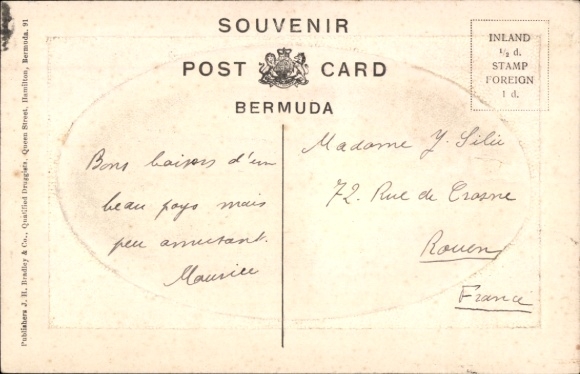 SOUVENIR
POST CARD
BERMUDA
INLAND
½ d.
STAMP
FOREIGN
1 d.
Publishers J. H. Bradley & Co., Qualified Druggists, Queen Street, Hamilton, Bermuda. 91
Bons baisers d'un
beau pays mais
peu amusant.
Maurice
Madame Y.
72. Rue de Crosne
Rouen
France